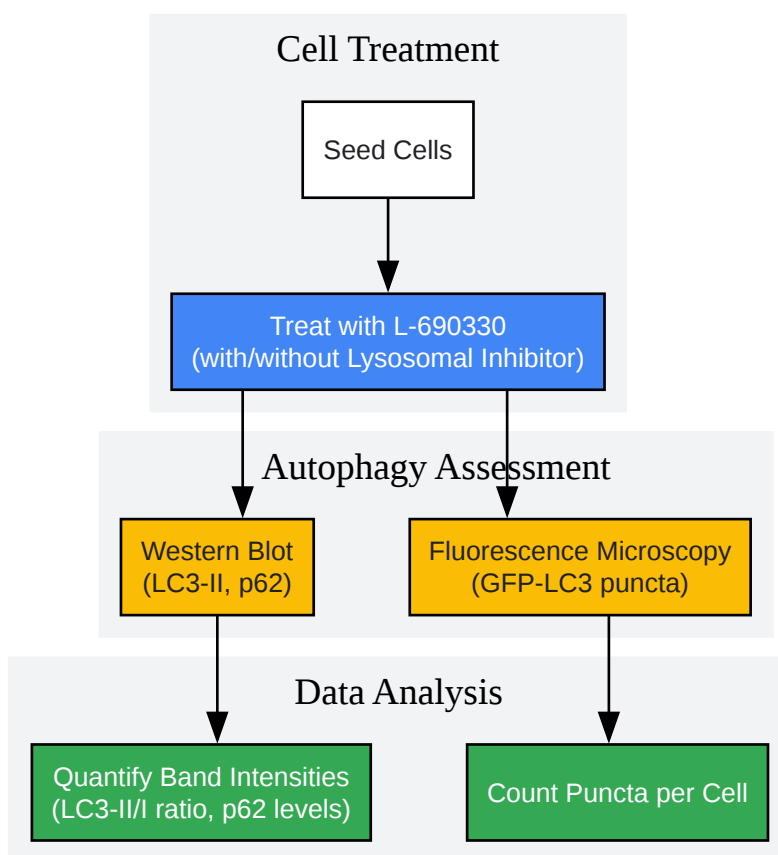 Cell Treatment
Seed Cells
Treat with L-690330
(with/without Lysosomal Inhibitor)
Autophagy Assessment
Western Blot
(LC3-II, p62)
Fluorescence Microscopy
(GFP-LC3 puncta)
Data Analysis
Quantify Band Intensities
(LC3-II/I ratio, p62 levels)
Count Puncta per Cell